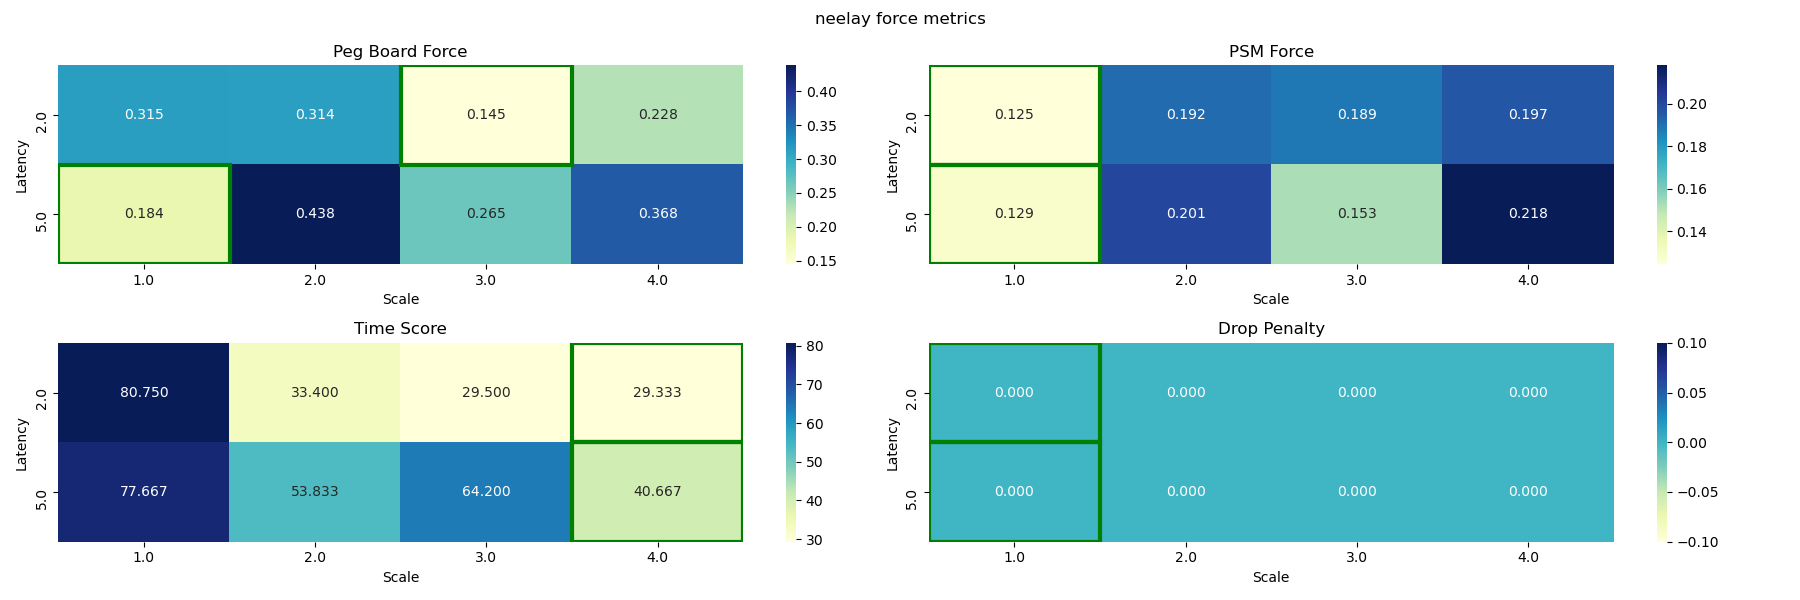 neelay force metrics
Peg Board Force
0.315 0.314 0.145 0.228
0.184 0.438 0.265 0.368
2.0
5.0
Latency
1.0 2.0 3.0 4.0
Scale
0.40
0.35
0.30
0.25
0.20
0.15
PSM Force
0.125 0.192 0.189 0.197
0.129 0.201 0.153 0.218
2.0
5.0
Latency
1.0 2.0 3.0 4.0
Scale
0.20
0.18
0.16
0.14
Time Score
80.750 33.400 29.500 29.333
77.667 53.833 64.200 40.667
2.0
5.0
Latency
1.0 2.0 3.0 4.0
Scale
80
70
60
50
40
30
Drop Penalty
0.000 0.000 0.000 0.000
0.000 0.000 0.000 0.000
2.0
5.0
Latency
1.0 2.0 3.0 4.0
Scale
0.10
0.05
0.00
−0.05
−0.10